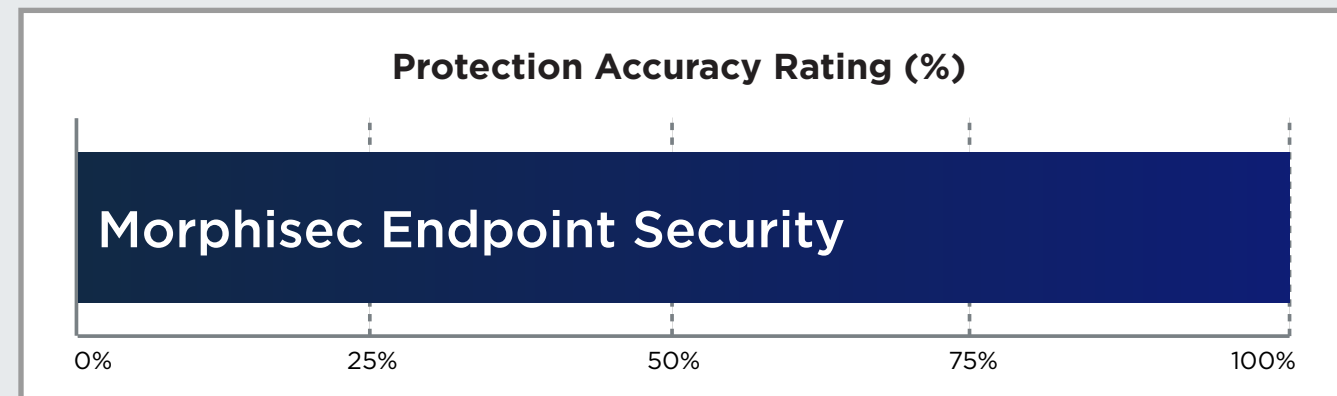 Protection Accuracy Rating (%)
Morphisec Endpoint Security
0% 25% 50% 75% 100%